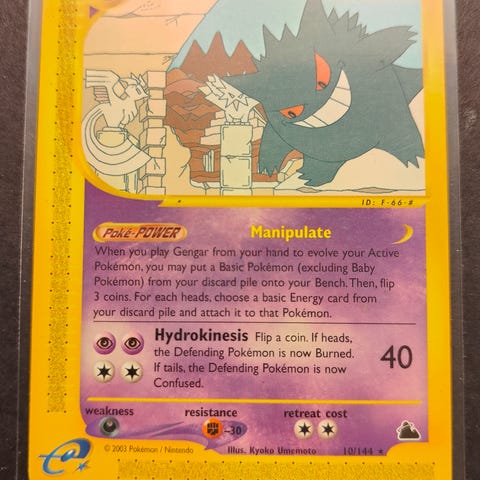 ID: F-66-#
Poké-POWER Manipulate
When you play Gengar from your hand to evolve your Active
Pokémon, you may put a Basic Pokémon (excluding Baby
Pokémon) from your discard pile onto your Bench. Then, flip
3 coins. For each heads, choose a basic Energy card from
your discard pile and attach it to that Pokémon.
Hydrokinesis Flip a coin. If heads,
the Defending Pokémon is now Burned.
If tails, the Defending Pokémon is now
Confused.
40
weakness resistance retreat cost
-30
© 2003 Pokémon / Nintendo Illus. Kyoko Umemoto 10/144 ★
e